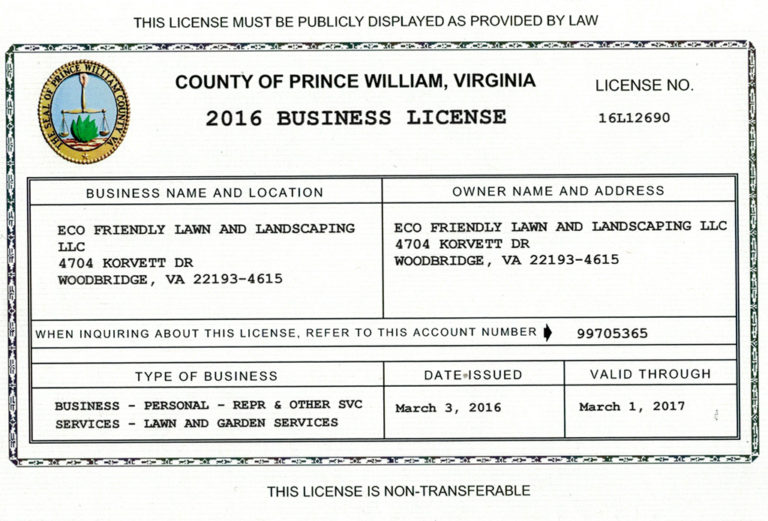 THIS LICENSE MUST BE PUBLICLY DISPLAYED AS PROVIDED BY LAW
THE SEAL OF PRINCE WILLIAM COUNTY VA
COUNTY OF PRINCE WILLIAM, VIRGINIA
LICENSE NO.
2016 BUSINESS LICENSE
16L12690
BUSINESS NAME AND LOCATION
ECO FRIENDLY LAWN AND LANDSCAPING
LLC
4704 KORVETT DR
WOODBRIDGE, VA 22193-4615
OWNER NAME AND ADDRESS
ECO FRIENDLY LAWN AND LANDSCAPING LLC
4704 KORVETT DR
WOODBRIDGE, VA 22193-4615
WHEN INQUIRING ABOUT THIS LICENSE, REFER TO THIS ACCOUNT NUMBER 99705365
TYPE OF BUSINESS
BUSINESS - PERSONAL - REPR & OTHER SVC
SERVICES - LAWN AND GARDEN SERVICES
DATE ISSUED
March 3, 2016
VALID THROUGH
March 1, 2017
THIS LICENSE IS NON-TRANSFERABLE